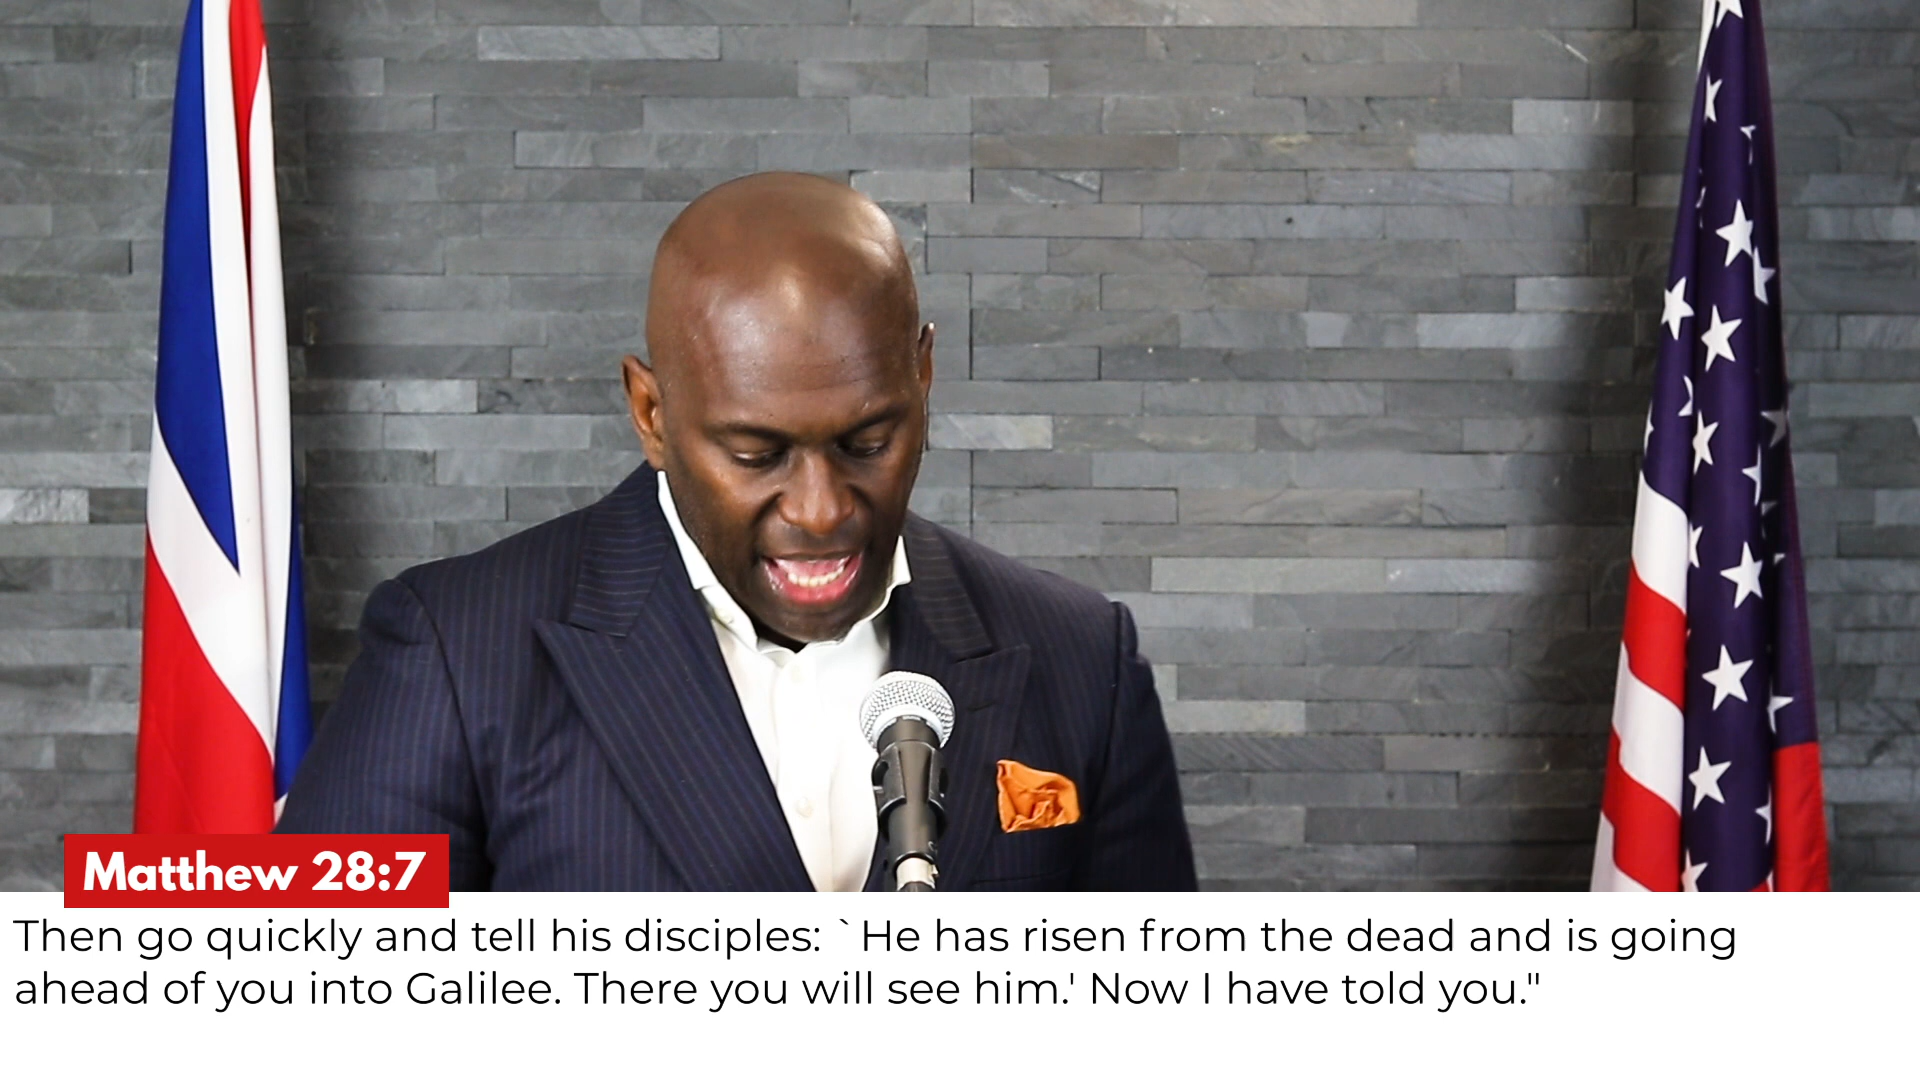 Matthew 28:7
Then go quickly and tell his disciples: `He has risen from the dead and is going
ahead of you into Galilee. There you will see him.' Now I have told you."